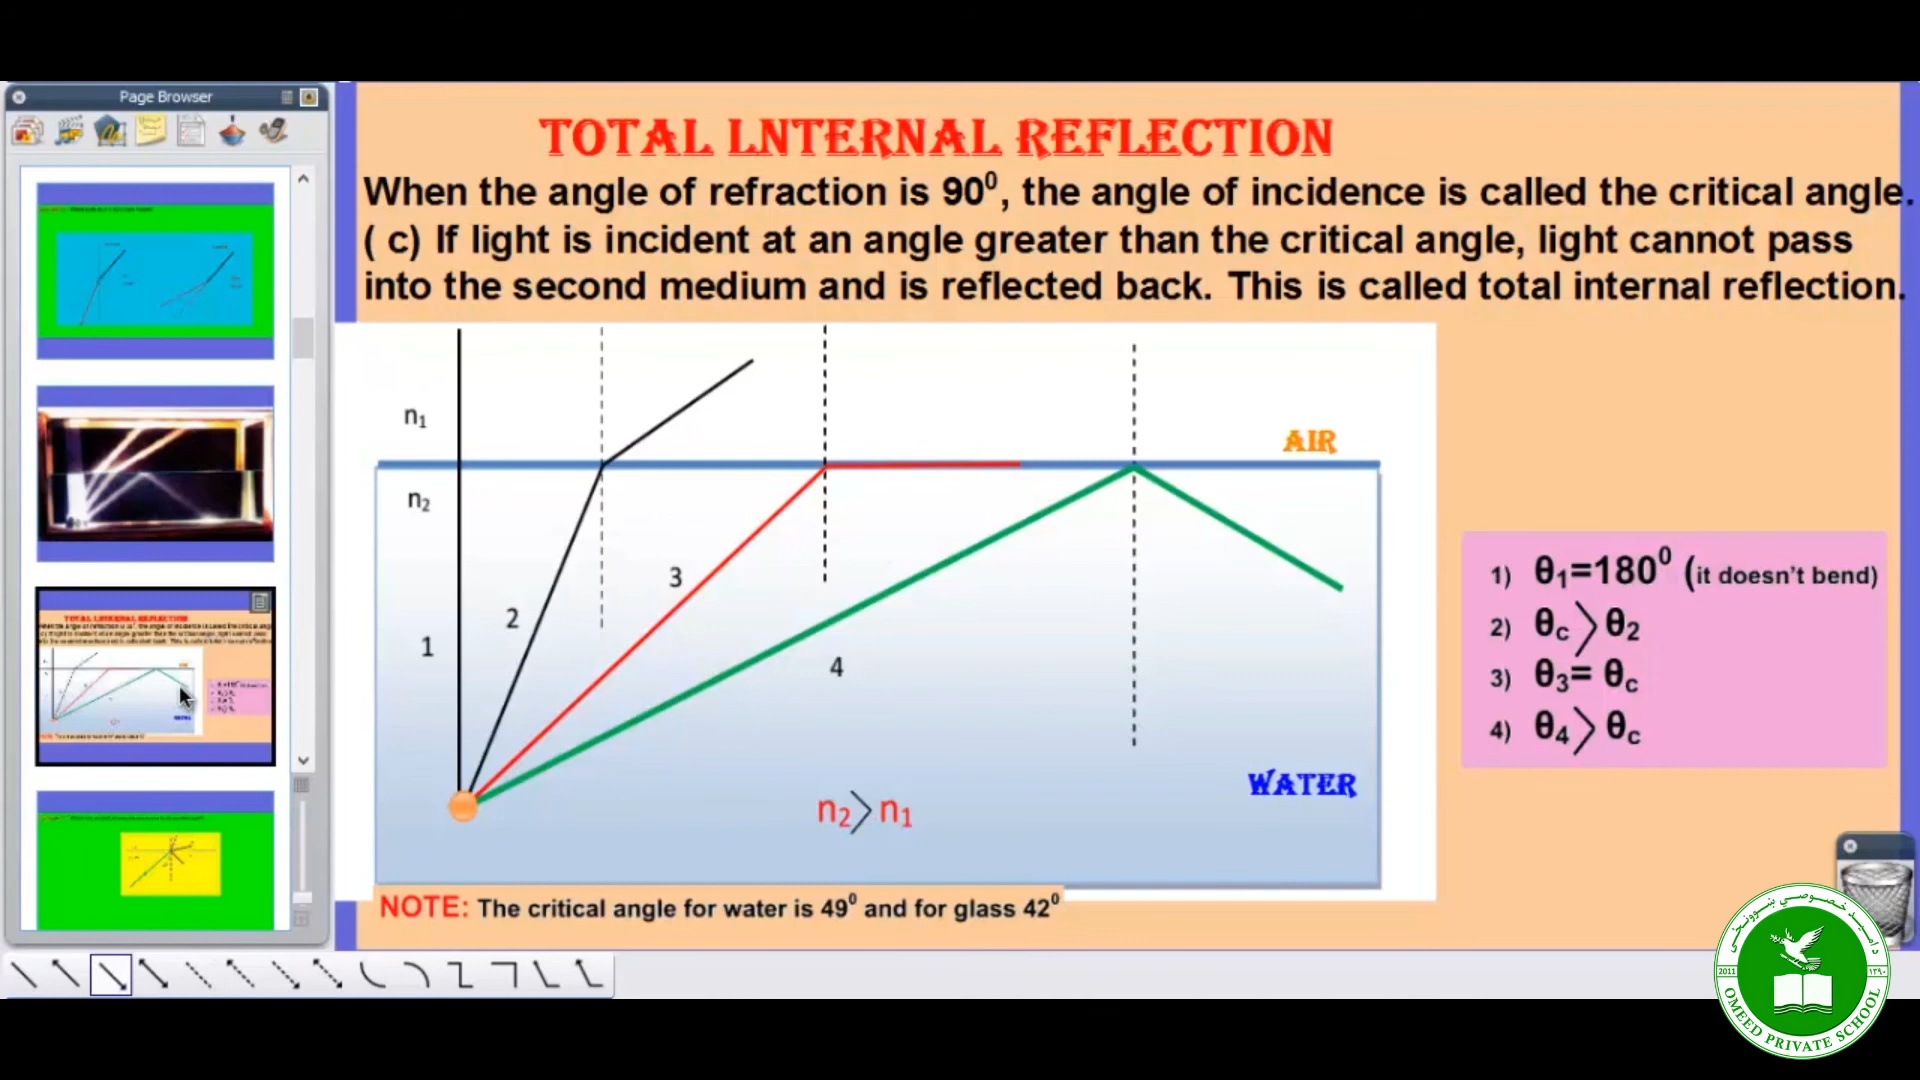 Page Browser
TOTAL LNTERNAL REFLECTION
When the angle of refraction is 90⁰, the angle of incidence is called the critical angle.
( c) If light is incident at an angle greater than the critical angle, light cannot pass
into the second medium and is reflected back. This is called total internal reflection.
n₁
AIR
n₂
1
2
3
4
WATER
n₂〉n₁
1) θ₁=180⁰ (it doesn't bend)
2) θc〉θ₂
3) θ₃= θc
4) θ₄〉θc
NOTE: The critical angle for water is 49⁰ and for glass 42⁰
2011
۱۳۹۰
OMEED PRIVATE SCHOOL